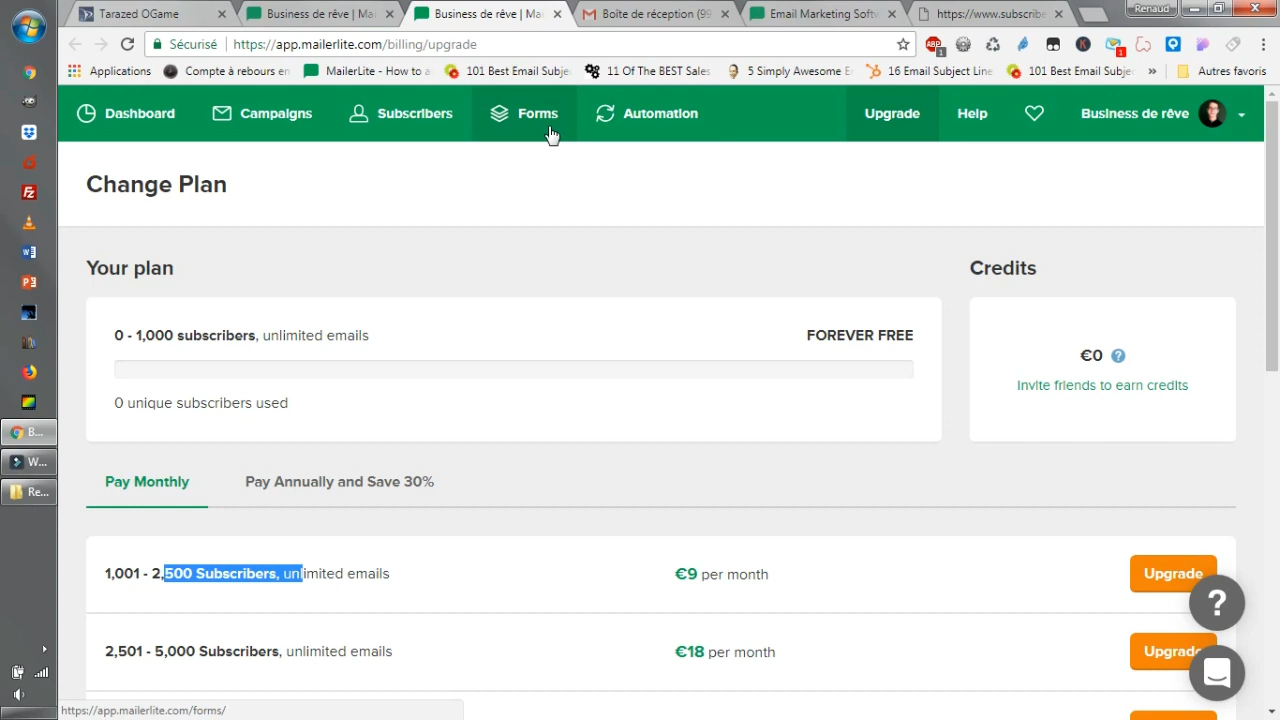 Tarazed OGame
Business de rêve | Ma
Business de rêve | Ma
Boîte de réception (99
Email Marketing Softw
https://www.subscribe
Renaud
Sécurisé
https://app.mailerlite.com/billing/upgrade
Applications
Compte à rebours en
MailerLite - How to a
101 Best Email Subje
11 Of THE BEST Sales
5 Simply Awesome E
16 Email Subject Line
101 Best Email Subje
»
Autres favoris
Dashboard
Campaigns
Subscribers
Forms
Automation
Upgrade
Help
Business de rêve
Change Plan
Your plan
Credits
0 - 1,000 subscribers, unlimited emails
FOREVER FREE
0 unique subscribers used
€0 ?
Invite friends to earn credits
Pay Monthly
Pay Annually and Save 30%
1,001 - 2,500 Subscribers, unlimited emails
€9 per month
Upgrade
?
2,501 - 5,000 Subscribers, unlimited emails
€18 per month
Upgrade
B...
W...
Re...
https://app.mailerlite.com/forms/